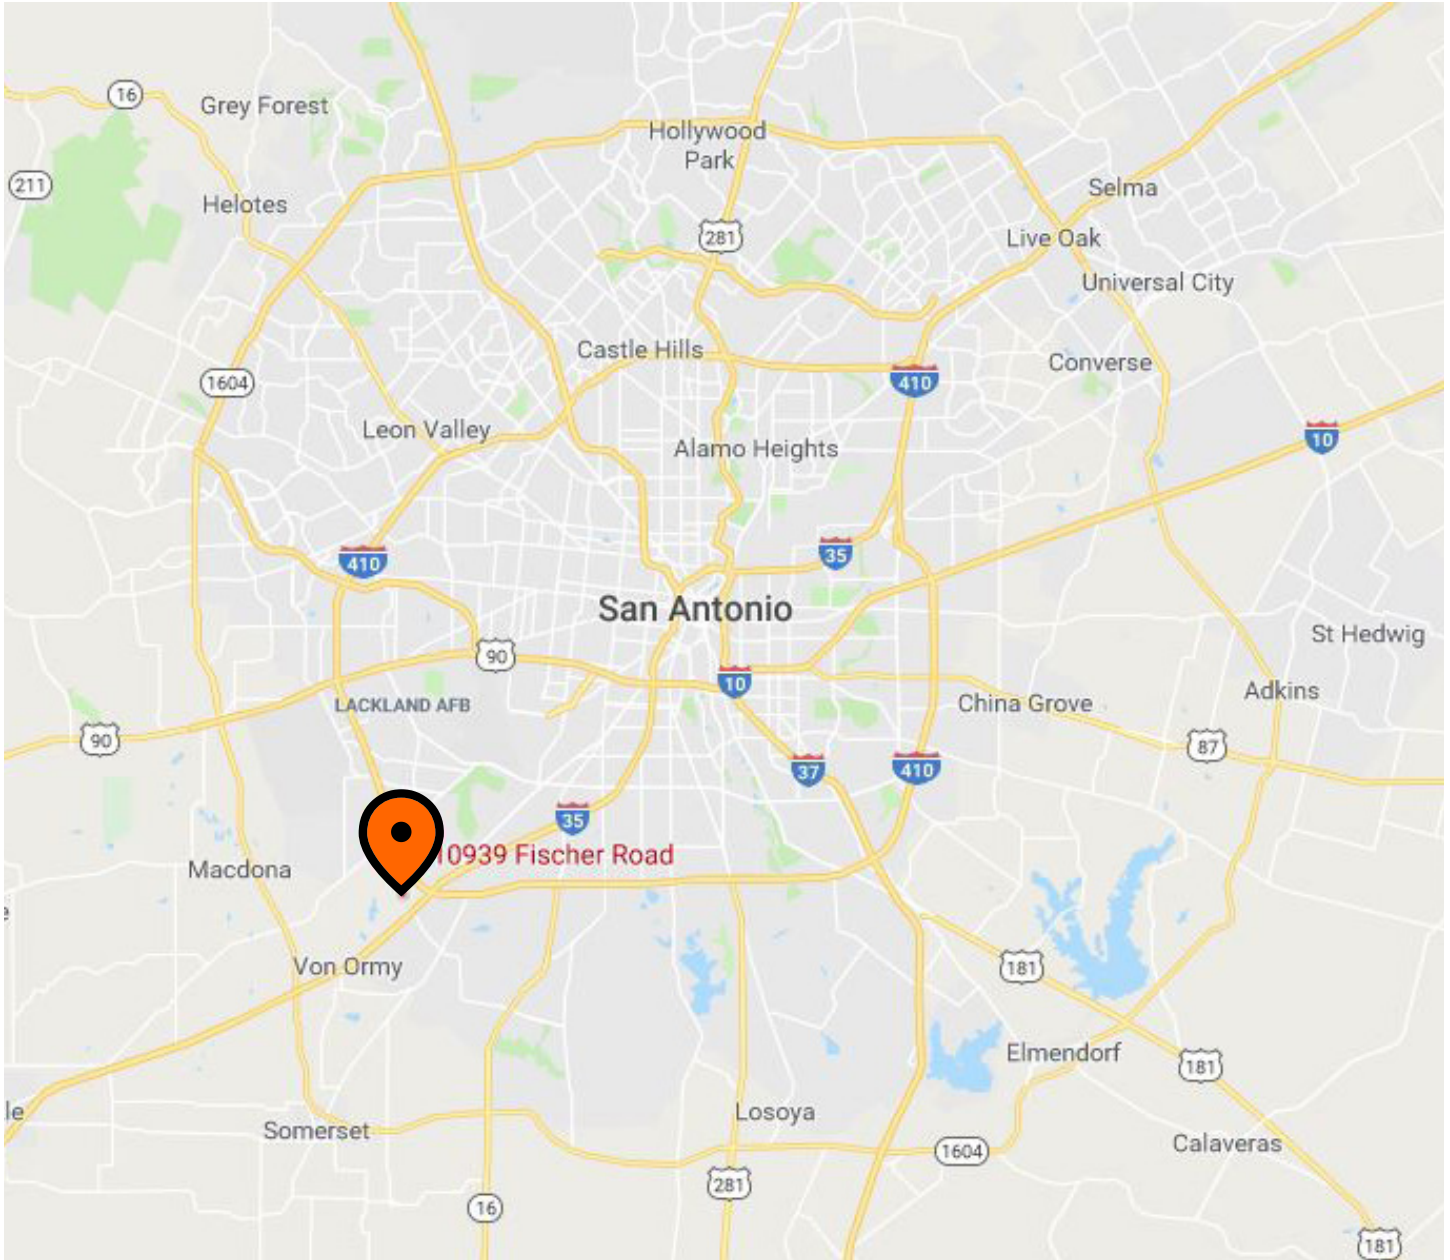 16
Grey Forest
Hollywood
Park
211
Selma
Helotes
281
Live Oak
Universal City
Castle Hills
Converse
1604
410
Leon Valley
10
Alamo Heights
35
410
San Antonio
St Hedwig
90
10
Adkins
LACKLAND AFB
China Grove
90
87
37
410
35
10939 Fischer Road
Macdona
e
Von Ormy
181
Elmendorf
181
le
Losoya
Somerset
Calaveras
1604
281
16
181